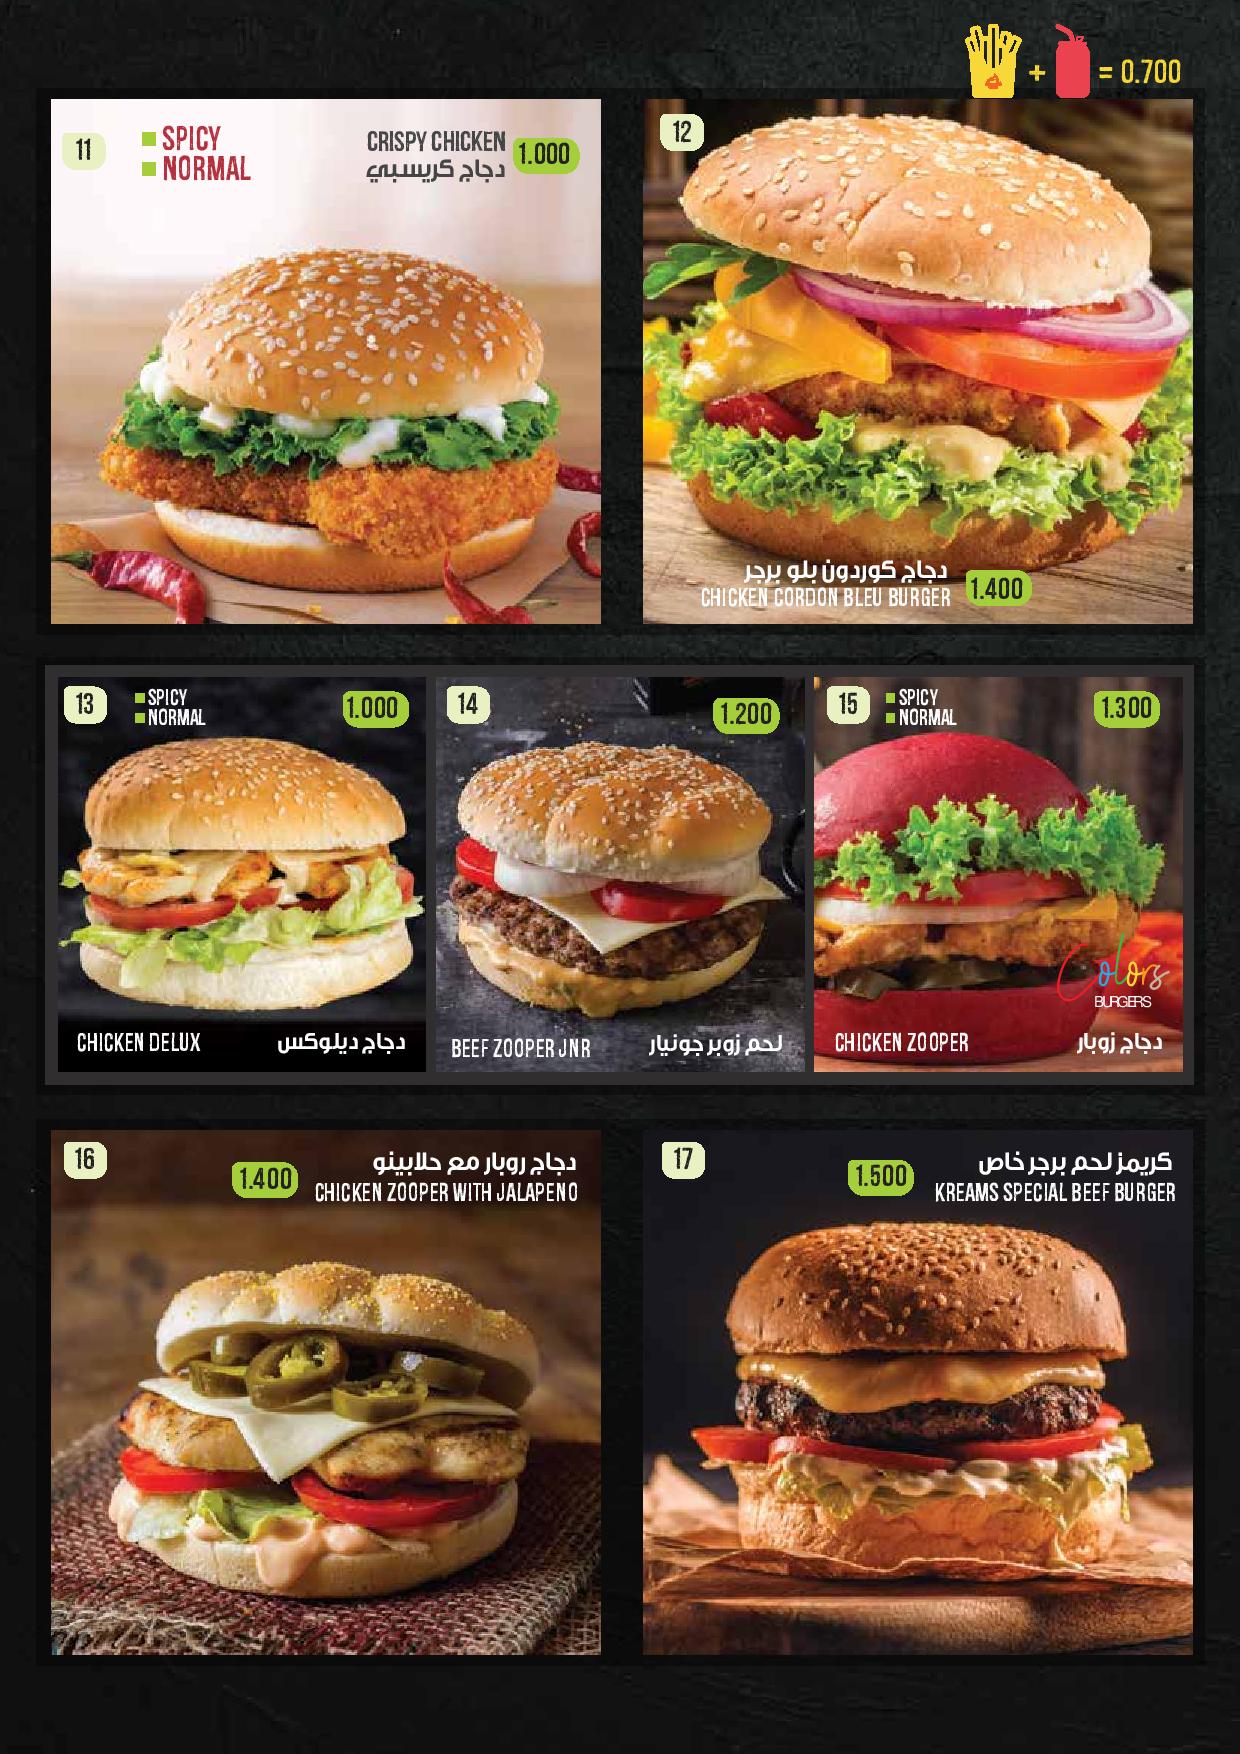 + = 0.700
11
SPICY
NORMAL
CRISPY CHICKEN
دجاج كريسبي
1.000
12
دجاج كوردون بلو برجر
CHICKEN CORDON BLEU BURGER
1.400
13
SPICY
NORMAL
1.000
CHICKEN DELUX
دجاج ديلوكس
14
1.200
BEEF ZOOPER JNR
لحم زوبر جونيار
15
SPICY
NORMAL
1.300
Colors
BURGERS
CHICKEN ZOOPER
دجاج زوبار
16
1.400
دجاج روبار مع حلابينو
CHICKEN ZOOPER WITH JALAPENO
17
1.500
كريمز لحم برجر خاص
KREAMS SPECIAL BEEF BURGER